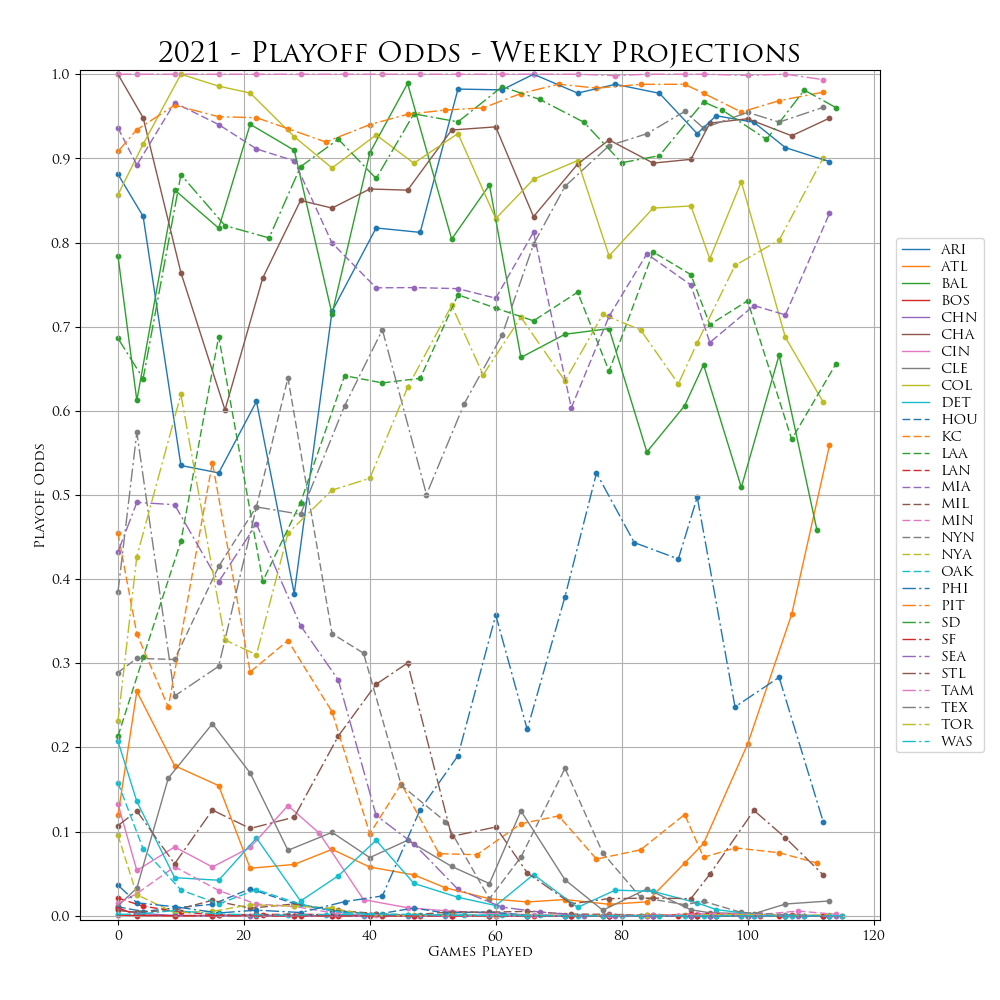 2021 - Playoff Odds - Weekly Projections
1.0
0.9
0.8
0.7
0.6
0.5
0.4
0.3
0.2
0.1
0.0
Playoff Odds
0 20 40 60 80 100 120
Games Played
ARI
ATL
BAL
BOS
CHN
CHA
CIN
CLE
COL
DET
HOU
KC
LAA
LAN
MIA
MIL
MIN
NYN
NYA
OAK
PHI
PIT
SD
SF
SEA
STL
TAM
TEX
TOR
WAS